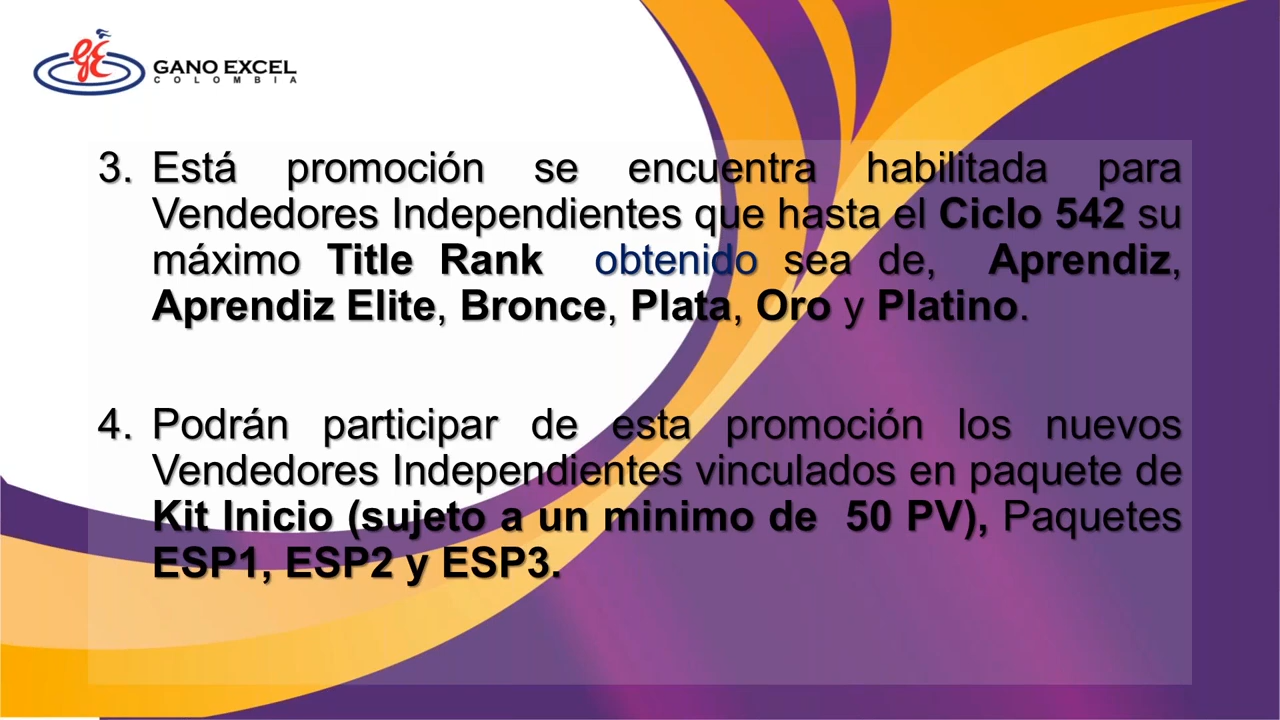 GANO EXCEL
COLOMBIA
3. Está promoción se encuentra habilitada para
Vendedores Independientes que hasta el Ciclo 542 su
máximo Title Rank obtenido sea de, Aprendiz,
Aprendiz Elite, Bronce, Plata, Oro y Platino.
4. Podrán participar de esta promoción los nuevos
Vendedores Independientes vinculados en paquete de
Kit Inicio (sujeto a un minimo de 50 PV), Paquetes
ESP1, ESP2 y ESP3.